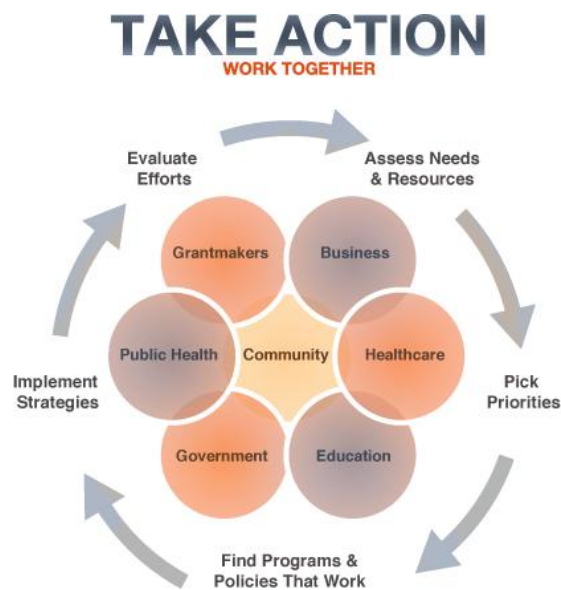 TAKE ACTION
WORK TOGETHER
Evaluate
Efforts
Assess Needs
& Resources
Grantmakers
Business
Public Health
Community
Healthcare
Implement
Strategies
Pick
Priorities
Government
Education
Find Programs &
Policies That Work